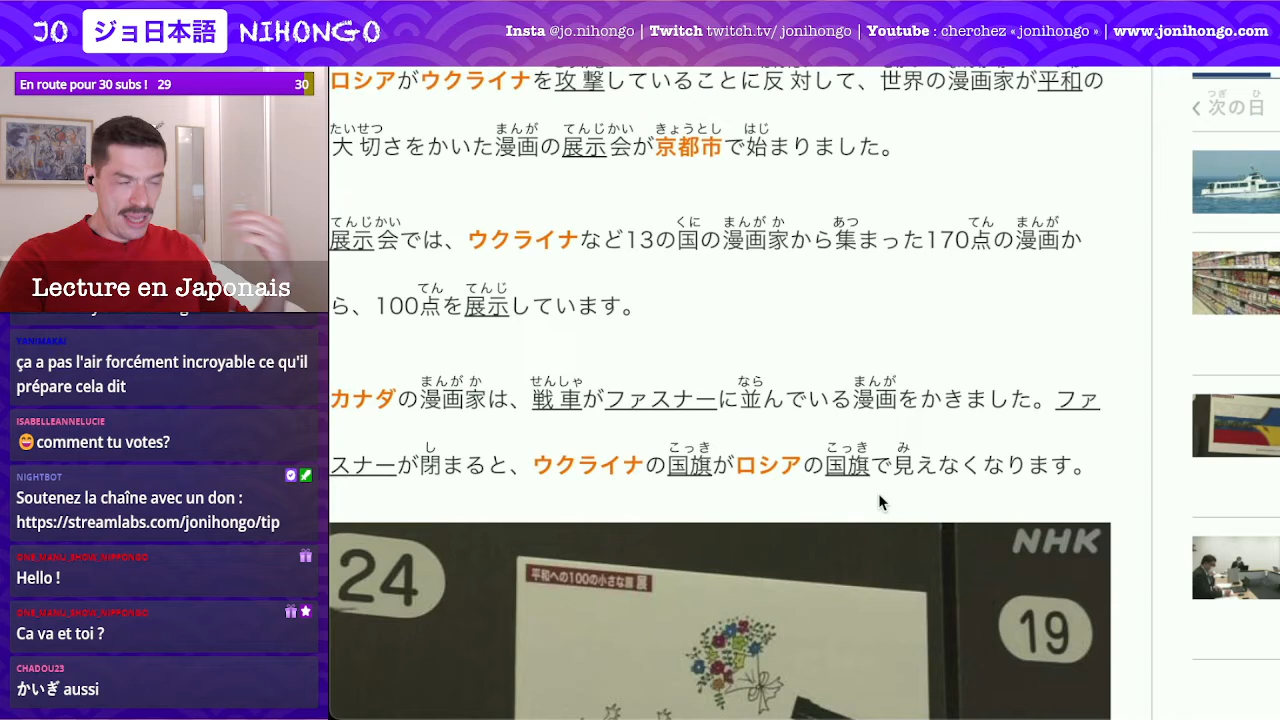 JO ジョ日本語 NIHONGO
Insta @jo.nihongo | Twitch twitch.tv/ jonihongo | Youtube : cherchez « jonihongo » | www.jonihongo.com
En route pour 30 subs ! 29 30
Lecture en Japonais
YANIMAKAI
ça a pas l'air forcément incroyable ce qu'il
prépare cela dit
ISABELLEANNELUCIE
comment tu votes?
NIGHTBOT
Soutenez la chaîne avec un don :
https://streamlabs.com/jonihongo/tip
ONE_MANU_SHOW_NIPPONGO
Hello !
ONE_MANU_SHOW_NIPPONGO
Ca va et toi ?
CHADOU23
かいぎ aussi
ロシアがウクライナを攻撃していることに反対して、世界の漫画家が平和の
たいせつ まんが てんじかい きょうとし はじ
大切さをかいた漫画の展示会が京都市で始まりました。
てんじかい くに まんが か あつ てん まんが
展示会では、ウクライナなど13の国の漫画家から集まった170点の漫画か
てん てんじ
ら、100点を展示しています。
まんが か せんしゃ なら まんが
カナダの漫画家は、戦車がファスナーに並んでいる漫画をかきました。ファ
し こっき こっき み
スナーが閉まると、ウクライナの国旗がロシアの国旗で見えなくなります。
つぎ ひ
次の日
24
平和への100の小さな展
NHK
19